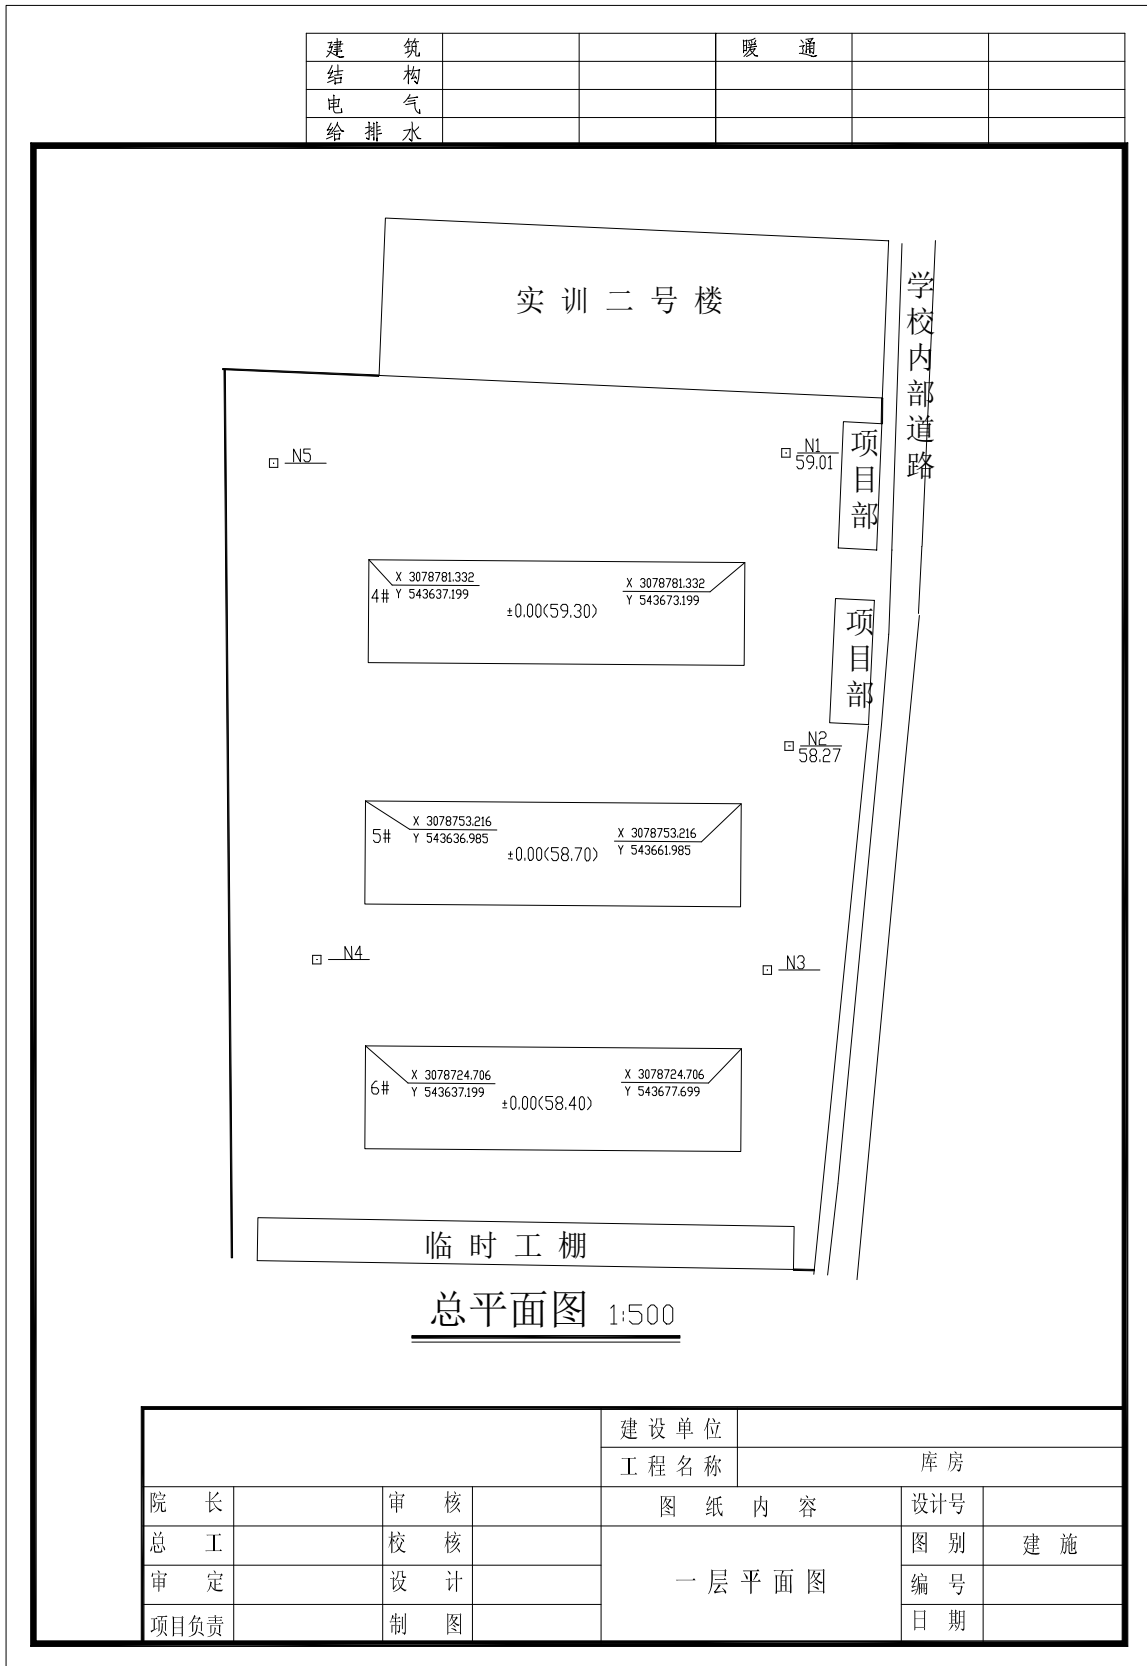 建筑 暖通
结构
电气
给排水
实训二号楼
学校内部道路
N5
N1
59.01
项目部
X 3078781.332
Y 543637.199
X 3078781.332
Y 543673.199
4#
±0.00(59.30)
项目部
N2
58.27
X 3078753.216
Y 543636.985
X 3078753.216
Y 543661.985
5#
±0.00(58.70)
N4
N3
X 3078724.706
Y 543637.199
X 3078724.706
Y 543677.699
6#
±0.00(58.40)
临时工棚
总平面图 1:500
建设单位
工程名称 库房
院长 审核 图纸内容 设计号
总工 校核 图别 建施
审定 设计 一层平面图 编号
项目负责 制图 日期